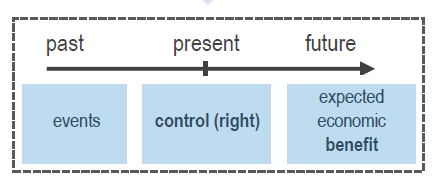 past present future
events
control (right)
expected
economic
benefit